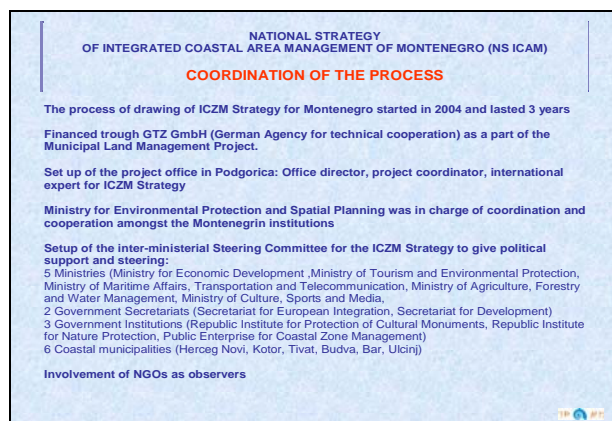 NATIONAL STRATEGY
OF INTEGRATED COASTAL AREA MANAGEMENT OF MONTENEGRO (NS ICAM)
COORDINATION OF THE PROCESS
The process of drawing of ICZM Strategy for Montenegro started in 2004 and lasted 3 years
Financed trough GTZ GmbH (German Agency for technical cooperation) as a part of the
Municipal Land Management Project.
Set up of the project office in Podgorica: Office director, project coordinator, international
expert for ICZM Strategy
Ministry for Environmental Protection and Spatial Planning was in charge of coordination and
cooperation amongst the Montenegrin institutions
Setup of the inter-ministerial Steering Committee for the ICZM Strategy to give political
support and steering:
5 Ministries (Ministry for Economic Development ,Ministry of Tourism and Environmental Protection,
Ministry of Maritime Affairs, Transportation and Telecommunication, Ministry of Agriculture, Forestry
and Water Management, Ministry of Culture, Sports and Media,
2 Government Secretariats (Secretariat for European Integration, Secretariat for Development)
3 Government Institutions (Republic Institute for Protection of Cultural Monuments, Republic Institute
for Nature Protection, Public Enterprise for Coastal Zone Management)
6 Coastal municipalities (Herceg Novi, Kotor, Tivat, Budva, Bar, Ulcinj)
Involvement of NGOs as observers